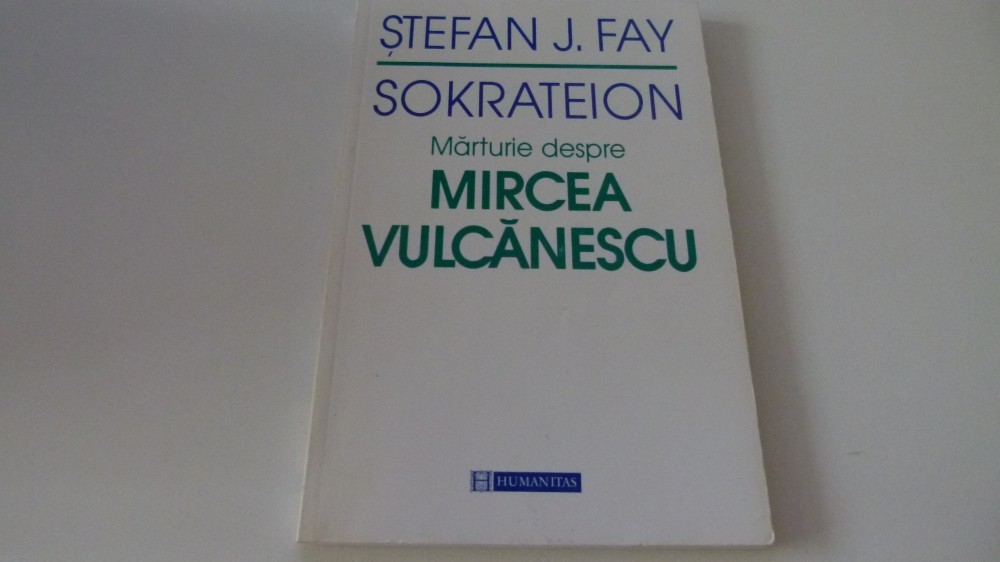 ȘTEFAN J. FAY
SOKRATEION
Mărturie despre
MIRCEA
VULCĂNESCU
HUMANITAS